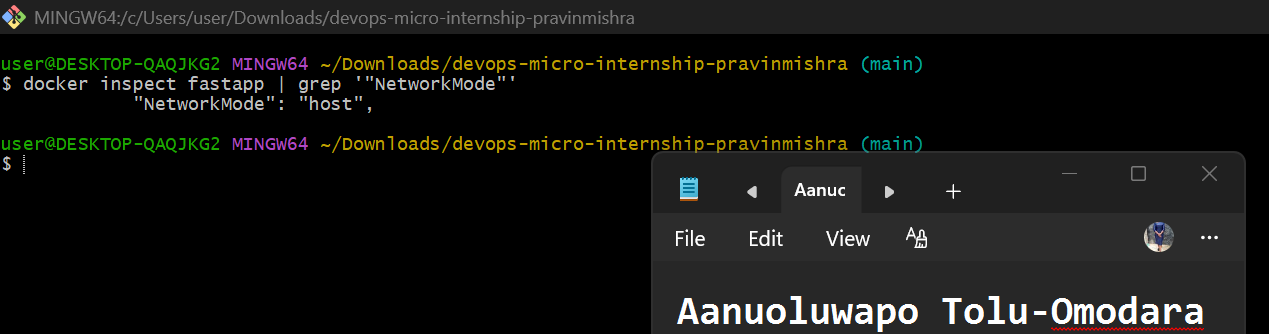 MINGW64:/c/Users/user/Downloads/devops-micro-internship-pravinmishra
user@DESKTOP-QAQJKG2 MINGW64 ~/Downloads/devops-micro-internship-pravinmishra (main)
$ docker inspect fastapp | grep '"NetworkMode"'
            "NetworkMode": "host",
user@DESKTOP-QAQJKG2 MINGW64 ~/Downloads/devops-micro-internship-pravinmishra (main)
$
Aanuc
File Edit View
Aanuoluwapo Tolu-Omodara